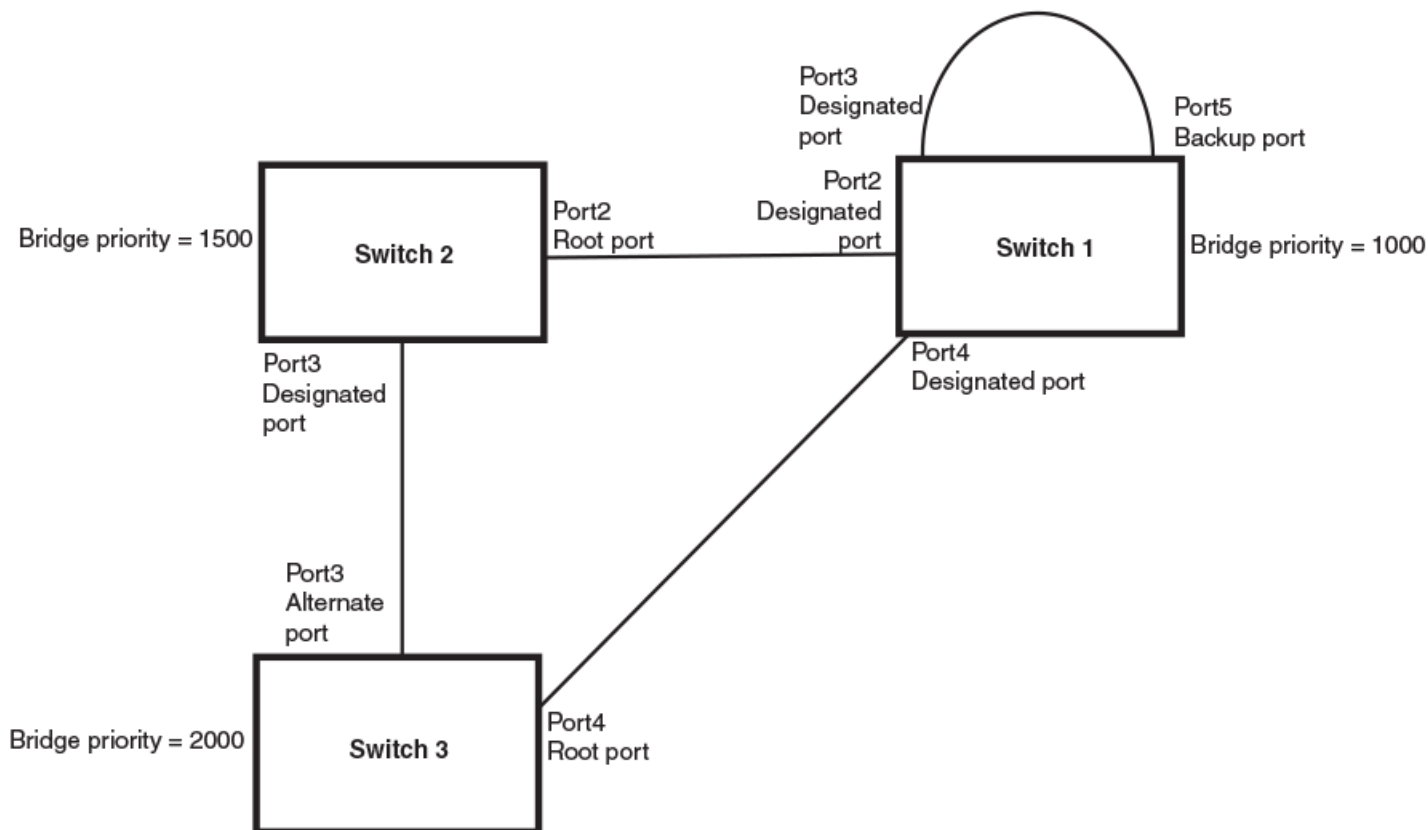 Port3
Designated
port
Port5
Backup port
Port2
Designated
port
Port2
Root port
Bridge priority = 1500
Switch 2
Switch 1
Bridge priority = 1000
Port3
Designated
port
Port4
Designated port
Port3
Alternate
port
Bridge priority = 2000
Switch 3
Port4
Root port